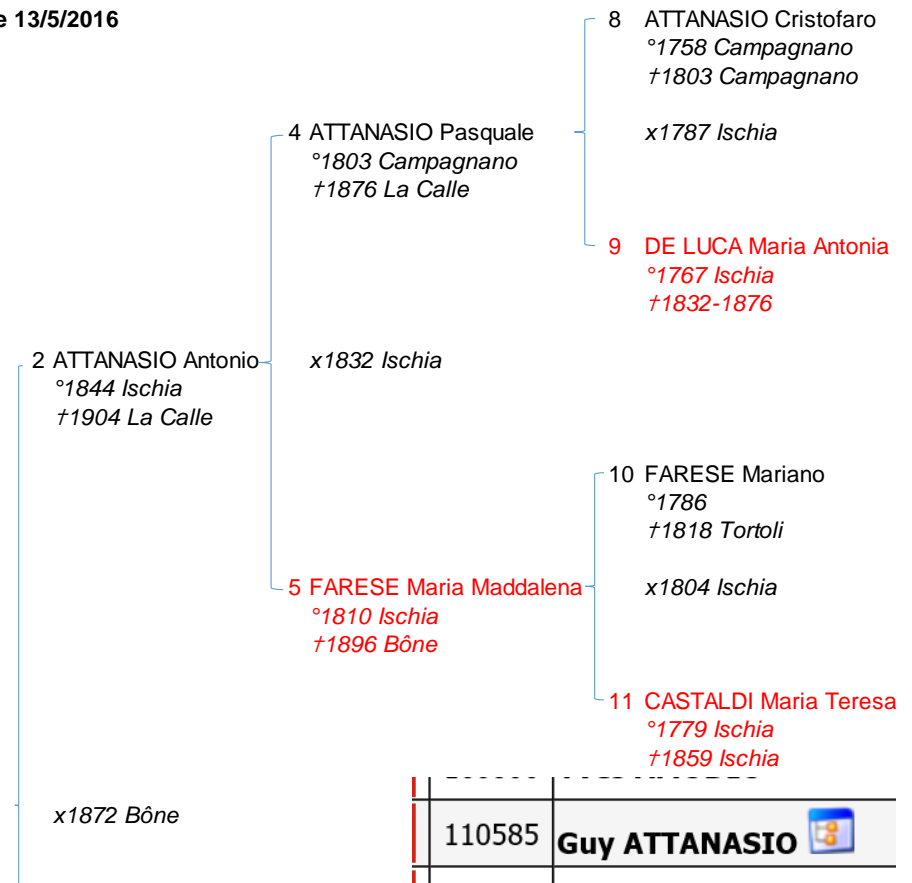 e 13/5/2016
8 ATTANASIO Cristofaro
°1758 Campagnano
†1803 Campagnano
4 ATTANASIO Pasquale
x1787 Ischia
°1803 Campagnano
†1876 La Calle
9 DE LUCA Maria Antonia
°1767 Ischia
†1832-1876
2 ATTANASIO Antonio
x1832 Ischia
°1844 Ischia
†1904 La Calle
10 FARESE Mariano
°1786
†1818 Tortoli
5 FARESE Maria Maddalena
x1804 Ischia
°1810 Ischia
†1896 Bône
11 CASTALDI Maria Teresa
°1779 Ischia
†1859 Ischia
x1872 Bône
110585 Guy ATTANASIO